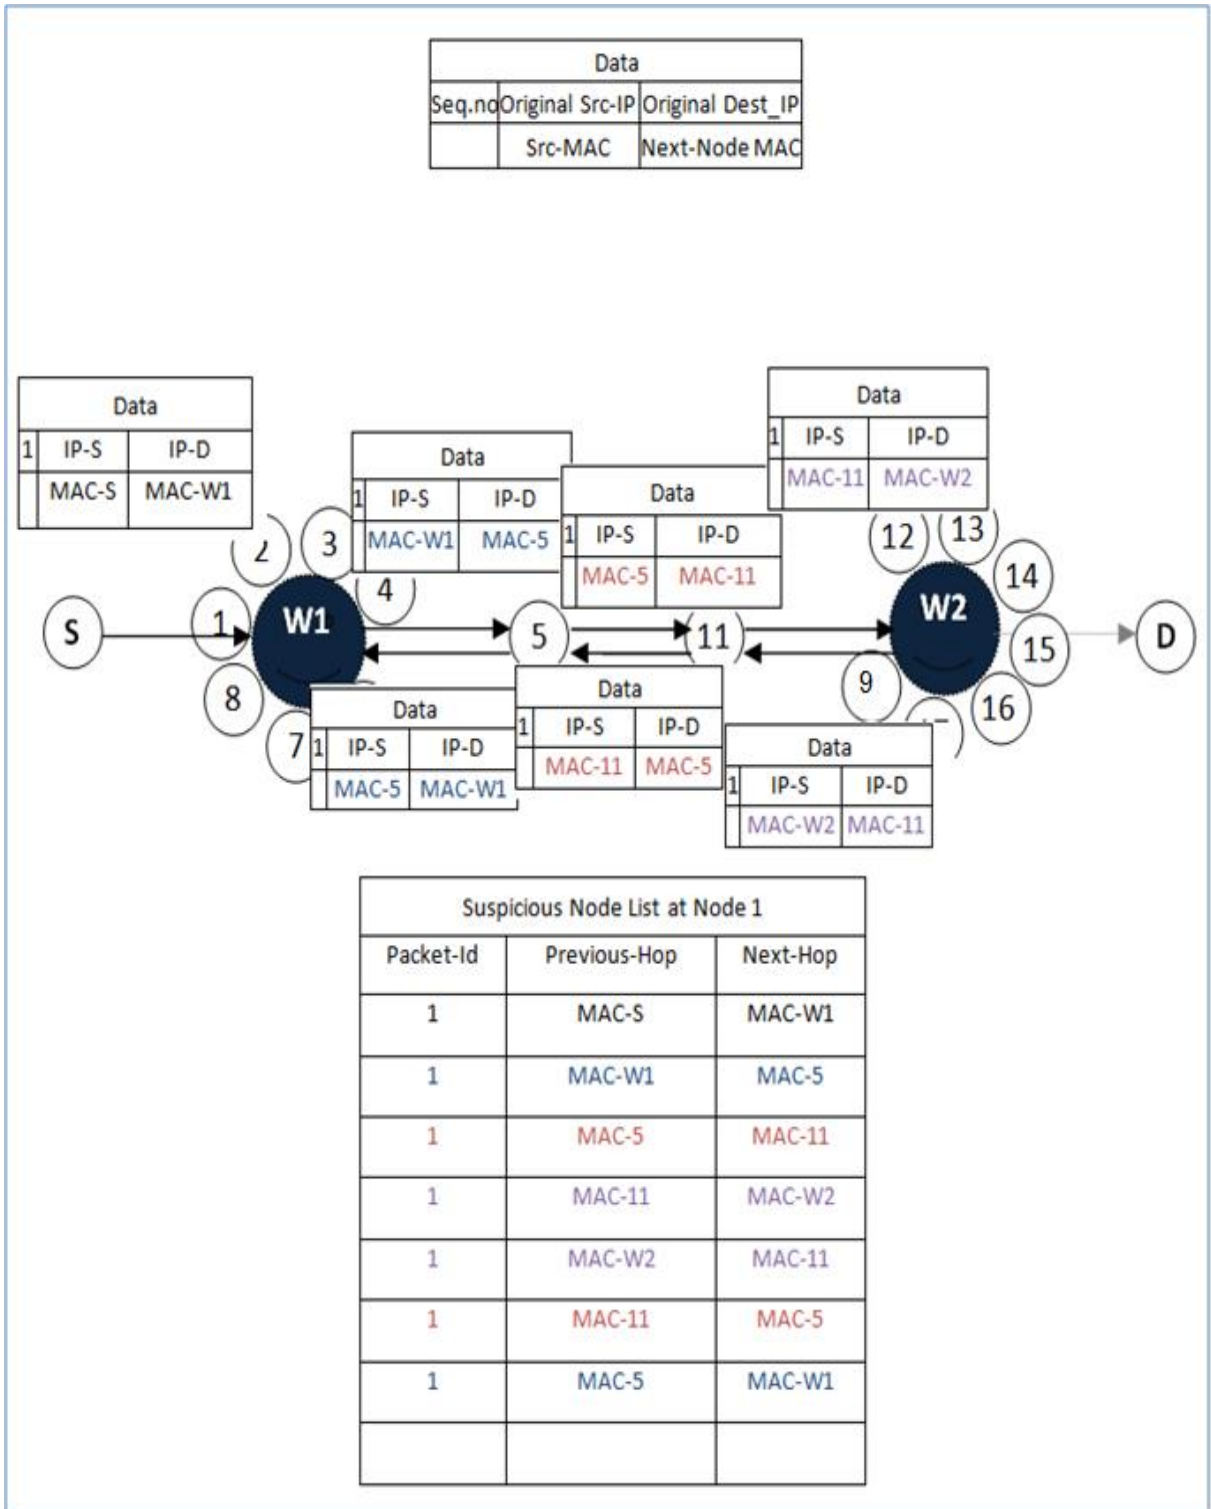 Data
Seq.no Original Src-IP Original Dest_IP
Src-MAC Next-Node MAC
Data
1 IP-S IP-D
MAC-S MAC-W1
Data
1 IP-S IP-D
MAC-W1 MAC-5
Data
1 IP-S IP-D
MAC-5 MAC-11
Data
1 IP-S IP-D
MAC-11 MAC-W2
2 3 4
12 13 14
S 1 W1 5 11 W2 15 D
8 7
9 16
Data
1 IP-S IP-D
MAC-5 MAC-W1
Data
1 IP-S IP-D
MAC-11 MAC-5
Data
1 IP-S IP-D
MAC-W2 MAC-11
Suspicious Node List at Node 1
Packet-Id Previous-Hop Next-Hop
1 MAC-S MAC-W1
1 MAC-W1 MAC-5
1 MAC-5 MAC-11
1 MAC-11 MAC-W2
1 MAC-W2 MAC-11
1 MAC-11 MAC-5
1 MAC-5 MAC-W1